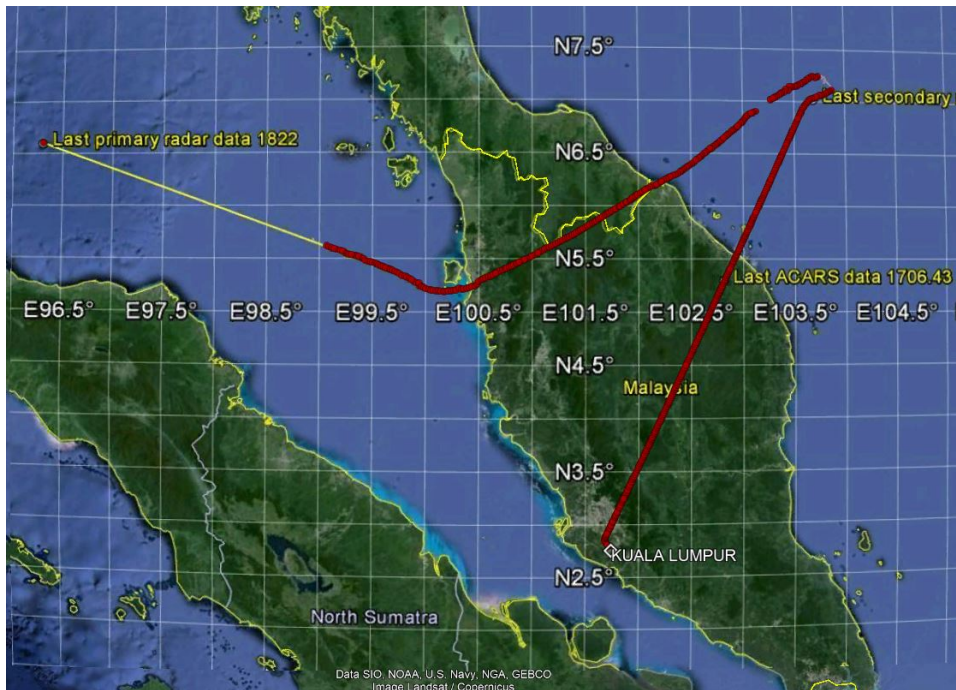 N7.5°
Last secondary
Last primary radar data 1822
N6.5°
N5.5°
Last ACARS data 1706.43
E96.5°
E97.5°
E98.5°
E99.5°
E100.5°
E101.5°
E102.5°
E103.5°
E104.5°
N4.5°
Malaysia
N3.5°
KUALA LUMPUR
N2.5°
North Sumatra
Data SIO, NOAA, U.S. Navy, NGA, GEBCO
Image Landsat / Copernicus